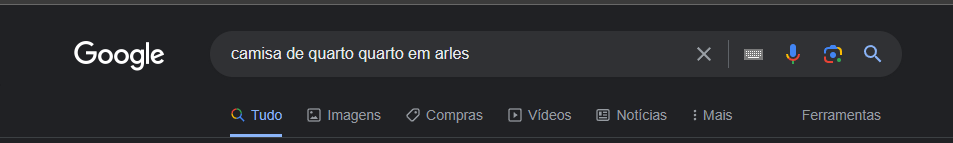 Google camisa de quarto quarto em arles
Tudo Imagens Compras Vídeos Notícias Mais Ferramentas